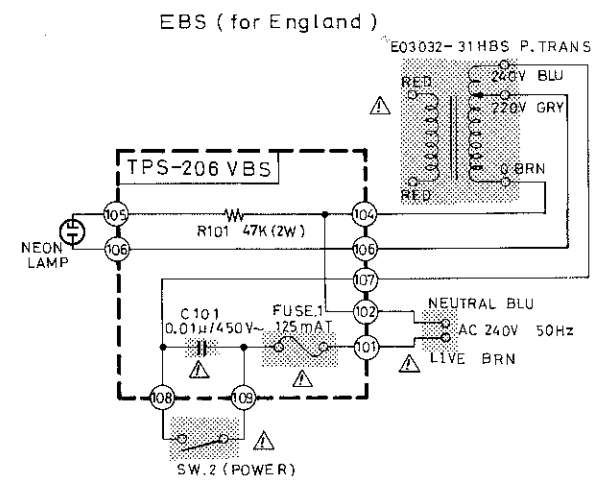 EBS (for England)
E03032-31HBS P.TRANS
RED
240V BLU
220V GRY
0 BRN
RED
TPS-206 VBS
105
R101 47K(2W)
104
NEON
LAMP
106
106
107
C101
0.01μ/450V~
FUSE.1
125mAT
102
NEUTRAL BLU
AC 240V 50Hz
101
LIVE BRN
108
109
SW.2 (POWER)